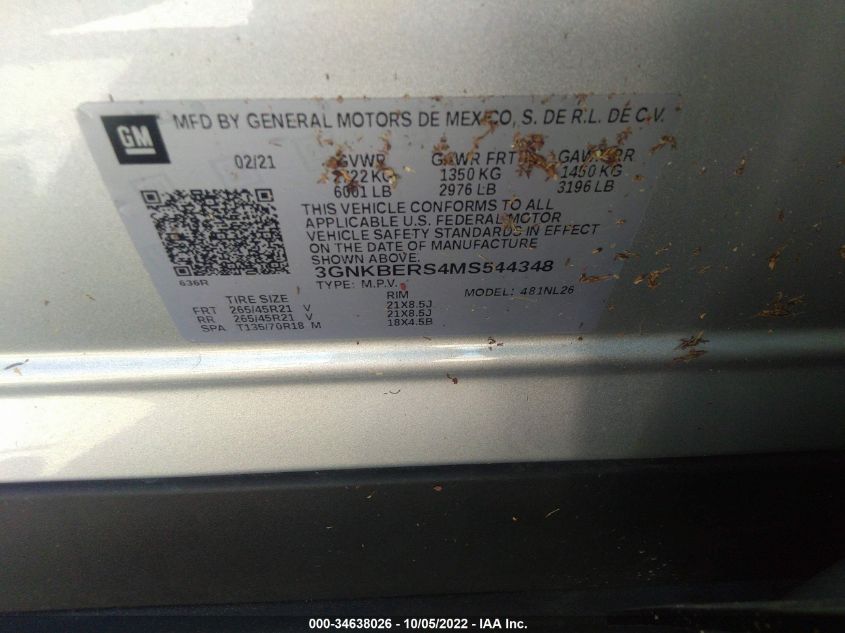 GM
MFD BY GENERAL MOTORS DE MEXICO, S. DE R.L. DE C.V.
02/21 GVWR GAWR FRT GAWR RR
2722 KG 1350 KG 1450 KG
6001 LB 2976 LB 3196 LB
THIS VEHICLE CONFORMS TO ALL
APPLICABLE U.S. FEDERAL MOTOR
VEHICLE SAFETY STANDARDS IN EFFECT
ON THE DATE OF MANUFACTURE
SHOWN ABOVE.
636R
3GNKBERS4MS544348
TYPE: M.P.V. MODEL: 481NL26
TIRE SIZE RIM
FRT 265/45R21 V 21X8.5J
RR 265/45R21 V 21X8.5J
SPA T135/70R18 M 18X4.5B
000-34638026 - 10/05/2022 - IAA Inc.